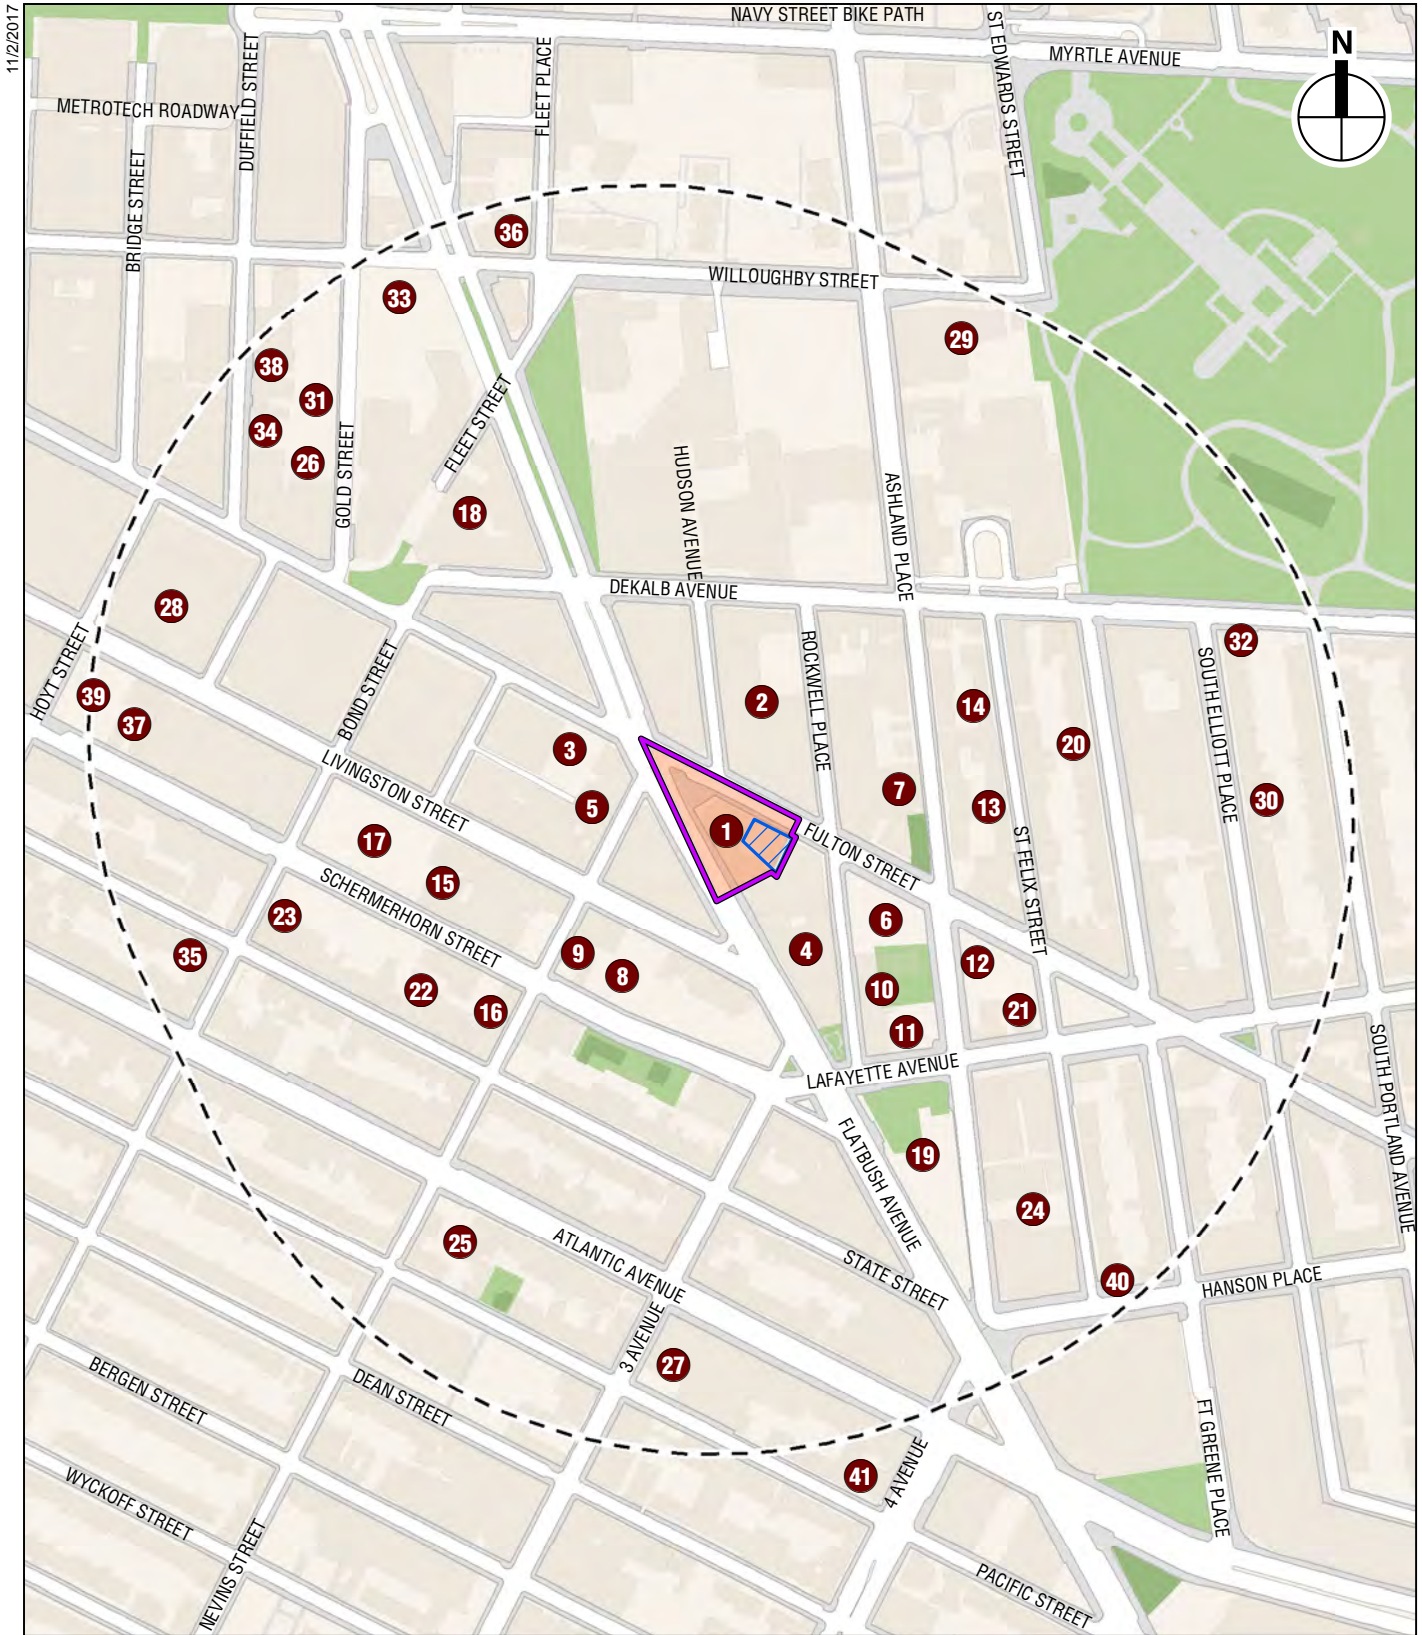 11/2/2017
NAVY STREET BIKE PATH
MYRTLE AVENUE
N
ST EDWARDS STREET
FLEET PLACE
DUFFIELD STREET
METROTECH ROADWAY
BRIDGE STREET
36
WILLOUGHBY STREET
33
29
38
31
34
26
GOLD STREET
FLEET STREET
18
HUDSON AVENUE
ASHLAND PLACE
DEKALB AVENUE
28
HOYT STREET
BOND STREET
ROCKWELL PLACE
32
SOUTH ELLIOTT PLACE
39
37
2
14
20
3
5
7
13
30
LIVINGSTON STREET
1
FULTON STREET
ST FELIX STREET
17
15
SCHERMERHORN STREET
23
35
22
16
9
8
4
6
10
11
12
21
LAFAYETTE AVENUE
SOUTH PORTLAND AVENUE
FLATBUSH AVENUE
19
24
25
ATLANTIC AVENUE
STATE STREET
40
HANSON PLACE
3 AVENUE
27
BERGEN STREET
DEAN STREET
FT GREENE PLACE
41
4 AVENUE
WYCKOFF STREET
NEVINS STREET
PACIFIC STREET